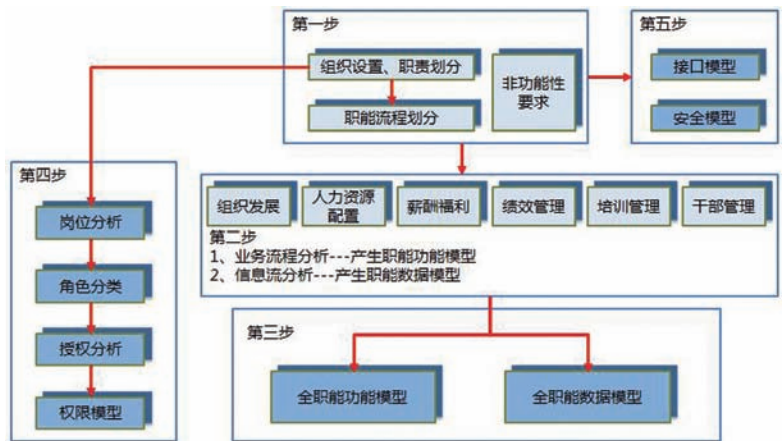 第一步
组织设置、职责划分
职能流程划分
非功能性
要求
第五步
接口模型
安全模型
第四步
岗位分析
角色分类
授权分析
权限模型
组织发展
人力资源
配置
薪酬福利
绩效管理
培训管理
干部管理
第二步
1、业务流程分析---产生职能功能模型
2、信息流分析---产生职能数据模型
第三步
全职能功能模型
全职能数据模型